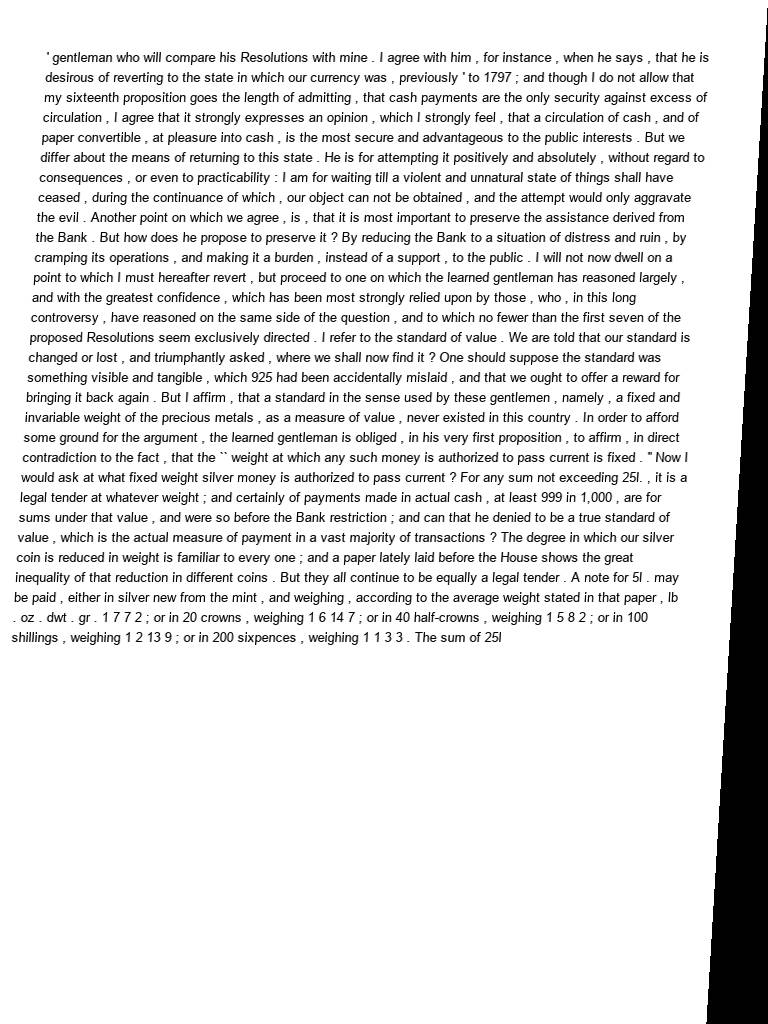 ' gentleman who will compare his Resolutions with mine . I agree with him , for instance , when he says , that he is
desirous of reverting to the state in which our currency was , previously ' to 1797 ; and though I do not allow that
my sixteenth proposition goes the length of admitting , that cash payments are the only security against excess of
circulation , I agree that it strongly expresses an opinion , which I strongly feel , that a circulation of cash , and of
paper convertible , at pleasure into cash , is the most secure and advantageous to the public interests . But we
differ about the means of returning to this state . He is for attempting it positively and absolutely , without regard to
consequences , or even to practicability : I am for waiting till a violent and unnatural state of things shall have
ceased , during the continuance of which , our object can not be obtained , and the attempt would only aggravate
the evil . Another point on which we agree , is , that it is most important to preserve the assistance derived from
the Bank . But how does he propose to preserve it ? By reducing the Bank to a situation of distress and ruin , by
cramping its operations , and making it a burden , instead of a support , to the public . I will not now dwell on a
point to which I must hereafter revert , but proceed to one on which the learned gentleman has reasoned largely ,
and with the greatest confidence , which has been most strongly relied upon by those , who , in this long
controversy , have reasoned on the same side of the question , and to which no fewer than the first seven of the
proposed Resolutions seem exclusively directed . I refer to the standard of value . We are told that our standard is
changed or lost , and triumphantly asked , where we shall now find it ? One should suppose the standard was
something visible and tangible , which 925 had been accidentally mislaid , and that we ought to offer a reward for
bringing it back again . But I affirm , that a standard in the sense used by these gentlemen , namely , a fixed and
invariable weight of the precious metals , as a measure of value , never existed in this country . In order to afford
some ground for the argument , the learned gentleman is obliged , in his very first proposition , to affirm , in direct
contradiction to the fact , that the `` weight at which any such money is authorized to pass current is fixed . '' Now I
would ask at what fixed weight silver money is authorized to pass current ? For any sum not exceeding 25l. , it is a
legal tender at whatever weight ; and certainly of payments made in actual cash , at least 999 in 1,000 , are for
sums under that value , and were so before the Bank restriction ; and can that he denied to be a true standard of
value , which is the actual measure of payment in a vast majority of transactions ? The degree in which our silver
coin is reduced in weight is familiar to every one ; and a paper lately laid before the House shows the great
inequality of that reduction in different coins . But they all continue to be equally a legal tender . A note for 5l . may
be paid , either in silver new from the mint , and weighing , according to the average weight stated in that paper , lb
. oz . dwt . gr . 1 7 7 2 ; or in 20 crowns , weighing 1 6 14 7 ; or in 40 half-crowns , weighing 1 5 8 2 ; or in 100
shillings , weighing 1 2 13 9 ; or in 200 sixpences , weighing 1 1 3 3 . The sum of 25l